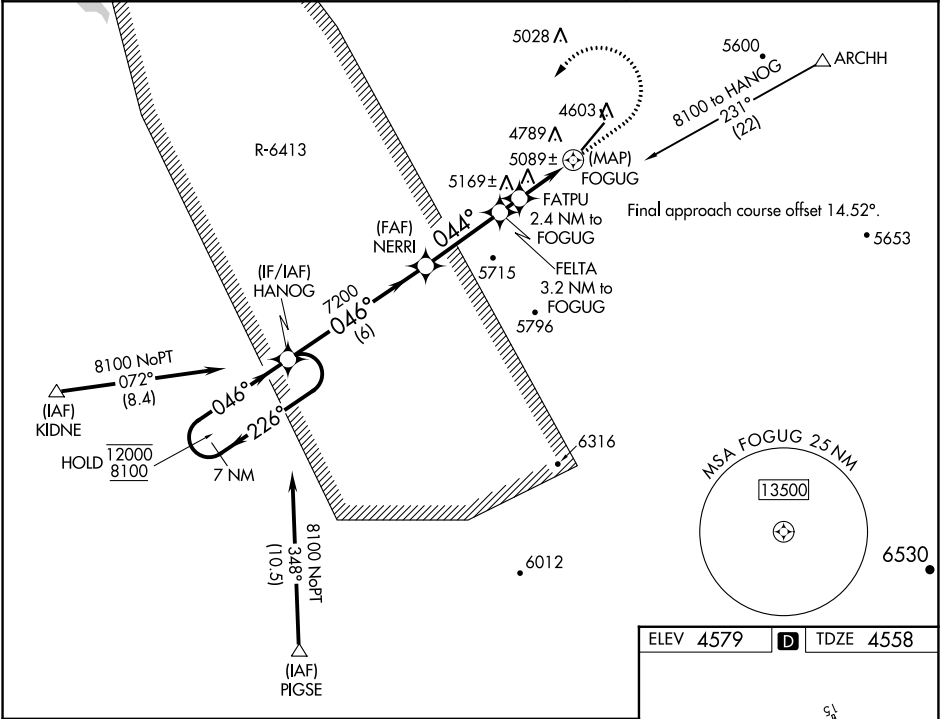 5028
5600
ARCHH
8100 to HANOG
231°
(22)
4603
4789
R-6413
5089±
(MAP)
FOGUG
5169±
FATPU
2.4 NM to
FOGUG
Final approach course offset 14.52°.
5653
044°
(FAF)
NERRI
FELTA
3.2 NM to
FOGUG
5715
(IF/IAF)
HANOG
7200
046°
(6)
5796
8100 NoPT
072°
(8.4)
(IAF)
KIDNE
046°
226°
HOLD 12000
8100
7 NM
6316
MSA FOGUG 25 NM
13500
8100 NoPT
348°
(10.5)
6012
6530
(IAF)
PIGSE
ELEV 4579 D TDZE 4558
15